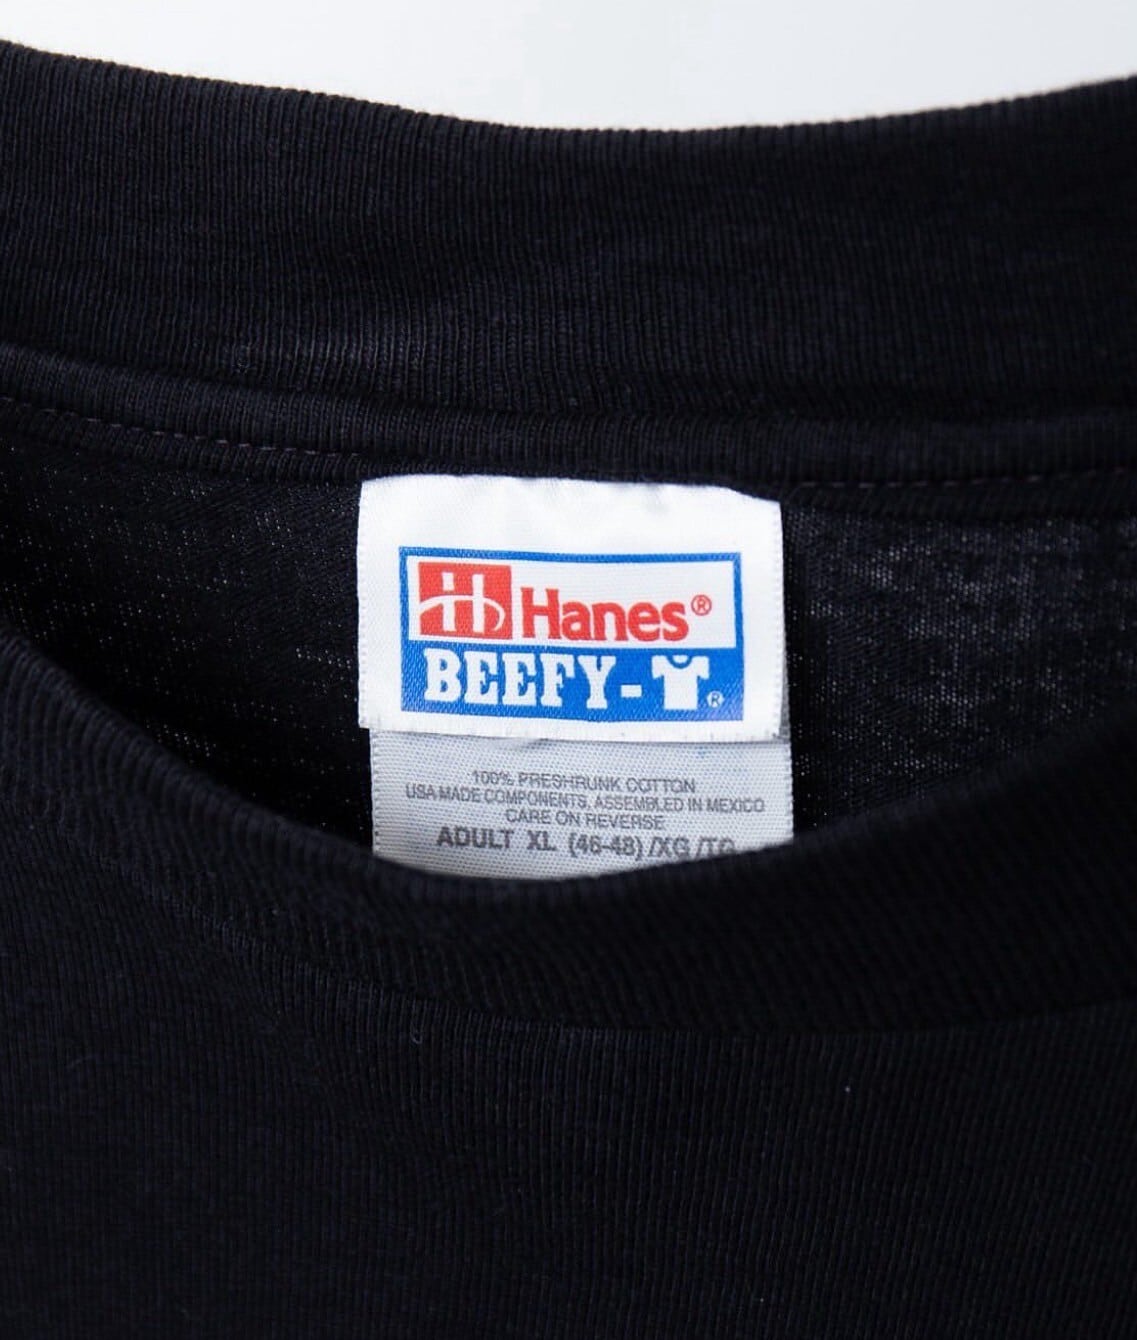 Hanes®
BEEFY-T®
100% PRESHRUNK COTTON
USA MADE COMPONENTS, ASSEMBLED IN MEXICO
CARE ON REVERSE
ADULT XL (46-48) /XG /TG